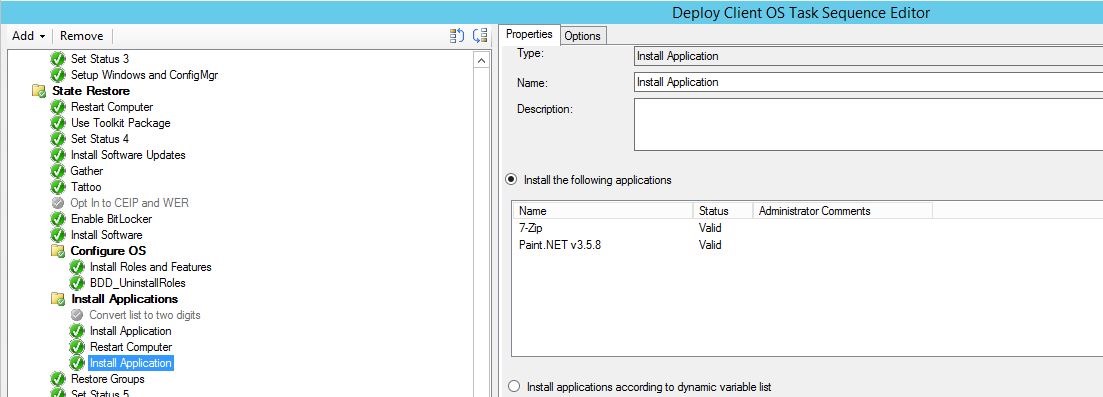 Deploy Client OS Task Sequence Editor
Add Remove
Set Status 3
Setup Windows and ConfigMgr
State Restore
Restart Computer
Use Toolkit Package
Set Status 4
Install Software Updates
Gather
Tattoo
Opt In to CEIP and WER
Enable BitLocker
Install Software
Configure OS
Install Roles and Features
BDD_UninstallRoles
Install Applications
Convert list to two digits
Install Application
Restart Computer
Install Application
Restore Groups
Set Status 5
Properties Options
Type: Install Application
Name: Install Application
Description:
Install the following applications
Name Status Administrator Comments
7-Zip Valid
Paint.NET v3.5.8 Valid
Install applications according to dynamic variable list